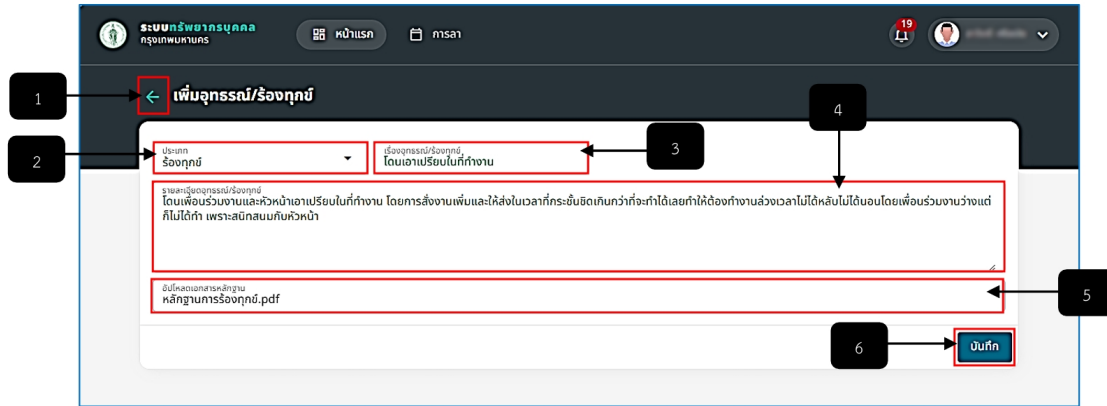 ระบบทรัพยากรบุคคล
กรุงเทพมหานคร
หน้าแรก
การลา
19
1
เพิ่มอุทธรณ์/ร้องทุกข์
4
2
ประเภท
ร้องทุกข์
เรื่องอุทธรณ์/ร้องทุกข์
โดนเอาเปรียบในที่ทำงาน
3
รายละเอียดอุทธรณ์/ร้องทุกข์
โดนเพื่อนร่วมงานและหัวหน้าเอาเปรียบในที่ทำงาน โดยการสั่งงานเพิ่มและให้ส่งในเวลาที่กระชั้นชิดเกินกว่าที่จะทำได้เลยทำให้ต้องทำงานล่วงเวลาไม่ได้หลับไม่ได้นอนโดยเพื่อนร่วมงานว่างแต่
ก็ไม่ได้ทำ เพราะสนิทสนมกับหัวหน้า
อัปโหลดเอกสารหลักฐาน
หลักฐานการร้องทุกข์.pdf
5
6
บันทึก